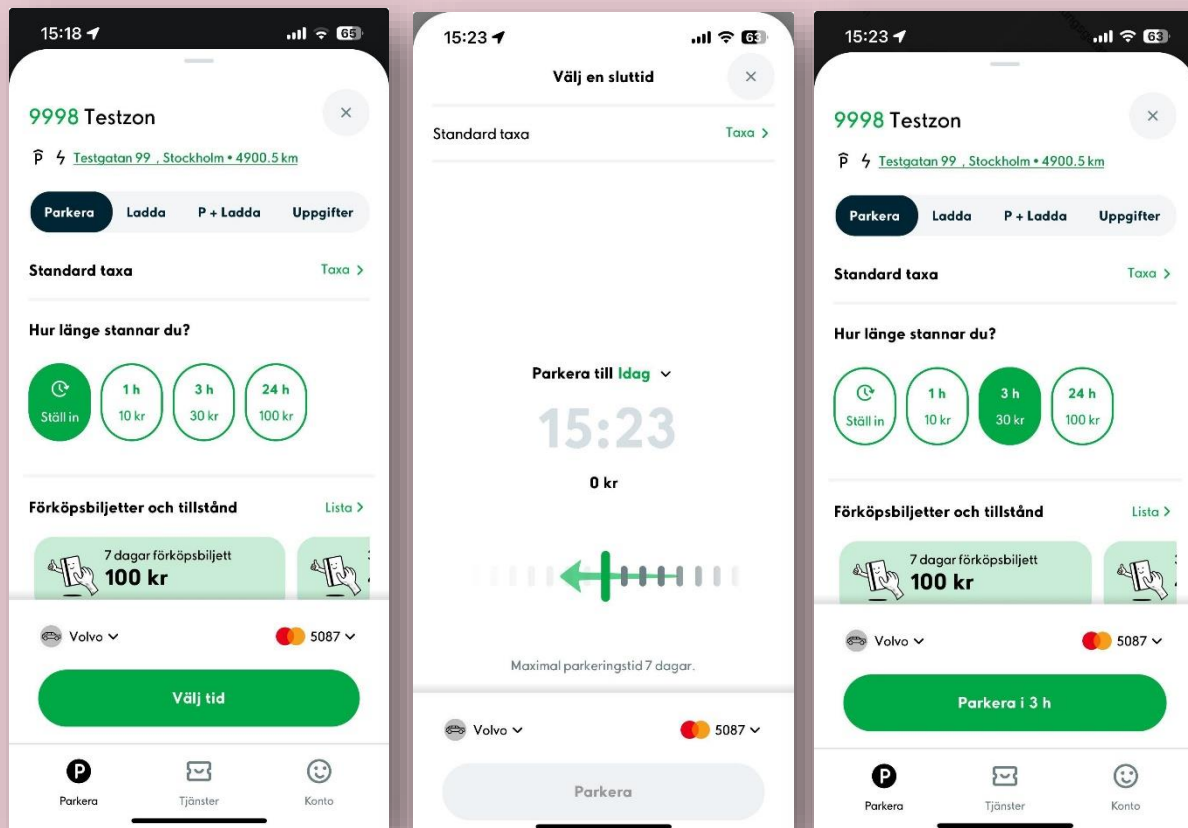 15:18
65
9998 Testzon
Testgatan 99 , Stockholm • 4900.5 km
Parkera Ladda P + Ladda Uppgifter
Standard taxa Taxa >
Hur länge stannar du?
Ställ in
1 h
10 kr
3 h
30 kr
24 h
100 kr
Förköpsbiljetter och tillstånd Lista >
7 dagar förköpsbiljett
100 kr
Volvo 5087
Välj tid
Parkera Tjänster Konto
15:23
63
Välj en sluttid
Standard taxa Taxa >
Parkera till Idag
15:23
0 kr
Maximal parkeringstid 7 dagar.
Volvo 5087
Parkera
15:23
63
9998 Testzon
Testgatan 99 , Stockholm • 4900.5 km
Parkera Ladda P + Ladda Uppgifter
Standard taxa Taxa >
Hur länge stannar du?
Ställ in
1 h
10 kr
3 h
30 kr
24 h
100 kr
Förköpsbiljetter och tillstånd Lista >
7 dagar förköpsbiljett
100 kr
Volvo 5087
Parkera i 3 h
Parkera Tjänster Konto